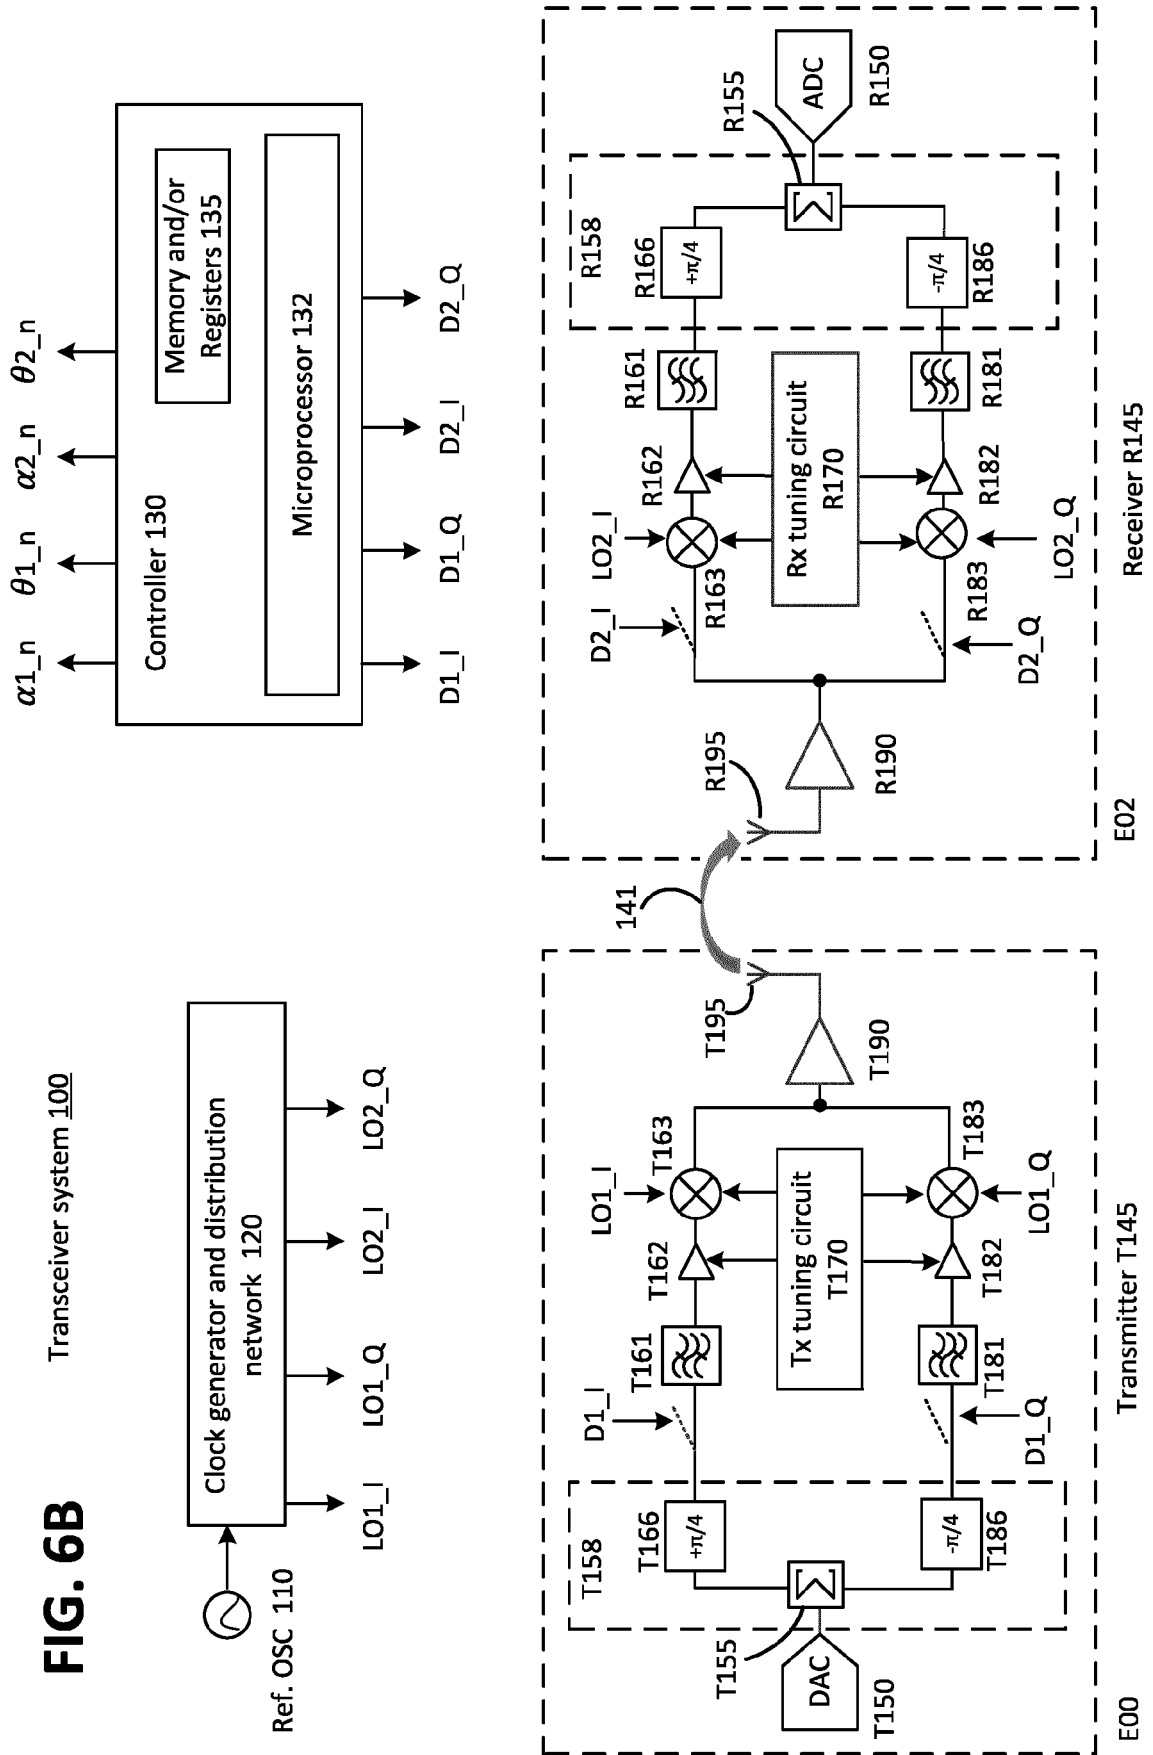 FIG. 6B
Transceiver system 100
Ref. OSC 110
Clock generator and distribution
network 120
LO1_I
LO1_Q
LO2_I
LO2_Q
α1_n
θ1_n
α2_n
θ2_n
Controller 130
Memory and/or
Registers 135
Microprocessor 132
D1_I
D1_Q
D2_I
D2_Q
E00
DAC
T150
T155
T158
Σ
T166
+π/4
-π/4
T186
D1_I
D1_Q
T161
T181
T162
T182
Tx tuning circuit
T170
LO1_I
LO1_Q
T163
T183
T190
T195
Transmitter T145
141
E02
R195
R190
D2_I
D2_Q
R163
R183
LO2_I
LO2_Q
R162
R182
Rx tuning circuit
R170
R161
R181
R158
R166
+π/4
-π/4
R186
Σ
R155
ADC
R150
Receiver R145